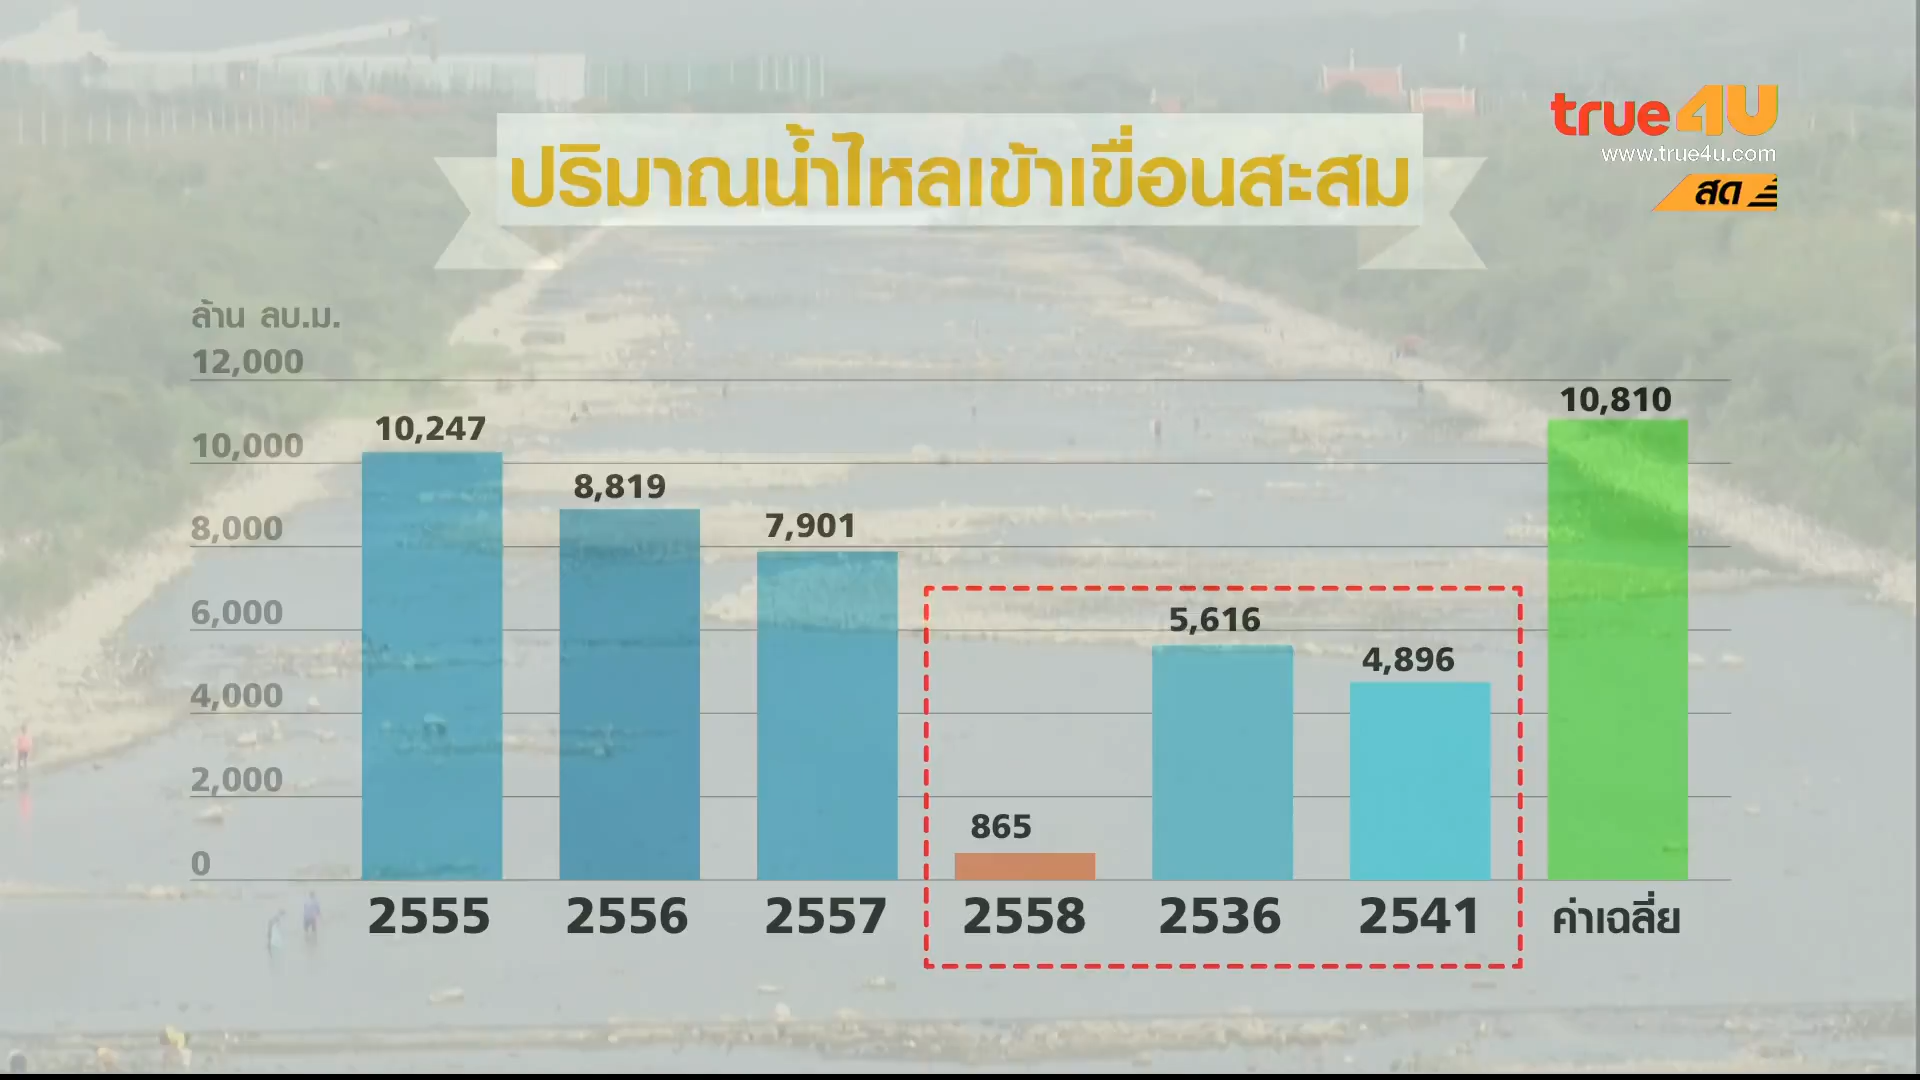 true4U
www.true4u.com
สด
ปริมาณน้ำไหลเข้าเขื่อนสะสม
ล้าน ลบ.ม.
12,000
10,000
8,000
6,000
4,000
2,000
0
10,247
8,819
7,901
865
5,616
4,896
10,810
2555 2556 2557 2558 2536 2541 ค่าเฉลี่ย